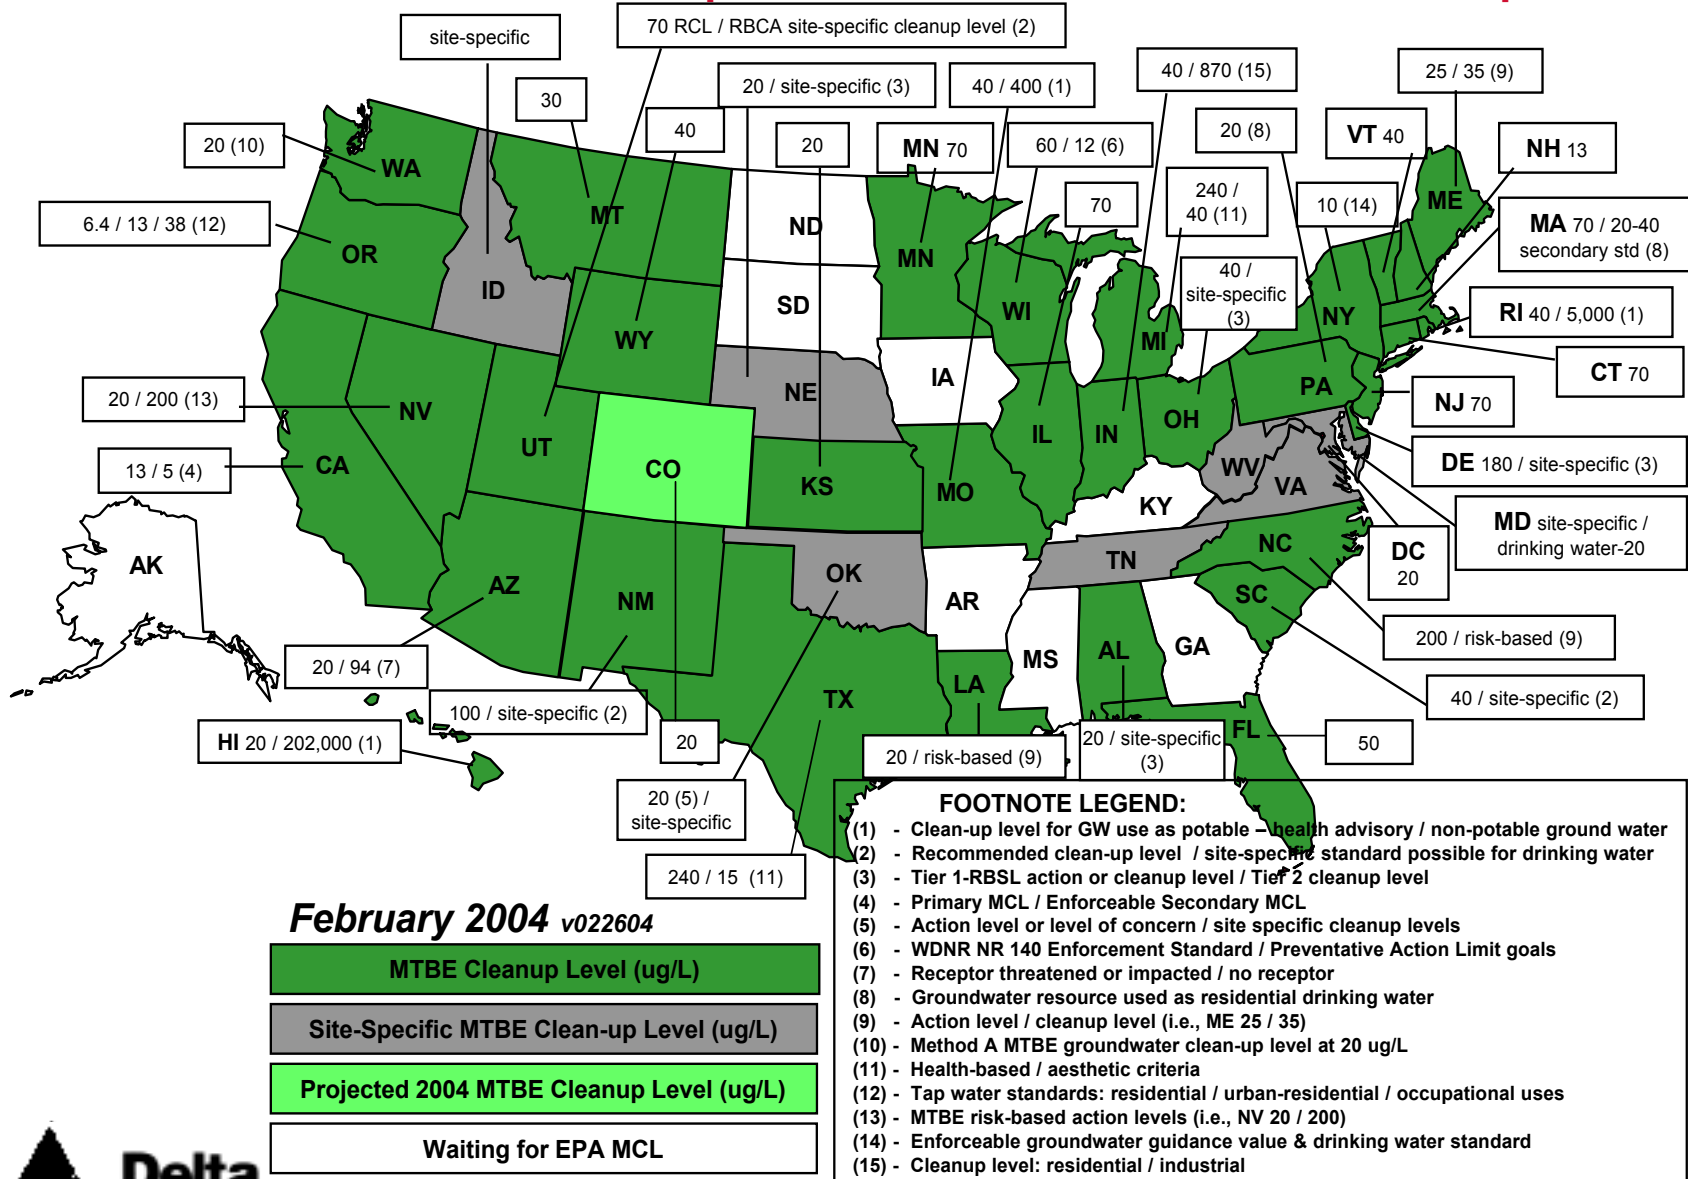 site-specific
70 RCL / RBCA site-specific cleanup level (2)
30
20 / site-specific (3)
40 / 400 (1)
40 / 870 (15)
25 / 35 (9)
20 (10)
40
20
MN 70
60 / 12 (6)
20 (8)
VT 40
NH 13
6.4 / 13 / 38 (12)
70
240 /
40 (11)
10 (14)
MA 70 / 20-40
secondary std (8)
40 /
site-specific
(3)
RI 40 / 5,000 (1)
CT 70
NJ 70
20 / 200 (13)
13 / 5 (4)
DE 180 / site-specific (3)
MD site-specific /
drinking water-20
DC
20
200 / risk-based (9)
40 / site-specific (2)
20 / 94 (7)
100 / site-specific (2)
HI 20 / 202,000 (1)
20
20 / risk-based (9)
20 / site-specific
(3)
50
20 (5) /
site-specific
240 / 15 (11)
WA
MT
ND
ME
OR
ID
MN
SD
WI
NY
WY
MI
IA
PA
NE
NV
UT
CO
CA
KS
MO
IL
IN
OH
WV
VA
KY
AK
AZ
NM
OK
TN
NC
AR
SC
MS
AL
GA
TX
LA
FL
February 2004 v022604
MTBE Cleanup Level (ug/L)
Site-Specific MTBE Clean-up Level (ug/L)
Projected 2004 MTBE Cleanup Level (ug/L)
Waiting for EPA MCL
Delta
FOOTNOTE LEGEND:
(1) - Clean-up level for GW use as potable – health advisory / non-potable ground water
(2) - Recommended clean-up level / site-specific standard possible for drinking water
(3) - Tier 1-RBSL action or cleanup level / Tier 2 cleanup level
(4) - Primary MCL / Enforceable Secondary MCL
(5) - Action level or level of concern / site specific cleanup levels
(6) - WDNR NR 140 Enforcement Standard / Preventative Action Limit goals
(7) - Receptor threatened or impacted / no receptor
(8) - Groundwater resource used as residential drinking water
(9) - Action level / cleanup level (i.e., ME 25 / 35)
(10) - Method A MTBE groundwater clean-up level at 20 ug/L
(11) - Health-based / aesthetic criteria
(12) - Tap water standards: residential / urban-residential / occupational uses
(13) - MTBE risk-based action levels (i.e., NV 20 / 200)
(14) - Enforceable groundwater guidance value & drinking water standard
(15) - Cleanup level: residential / industrial